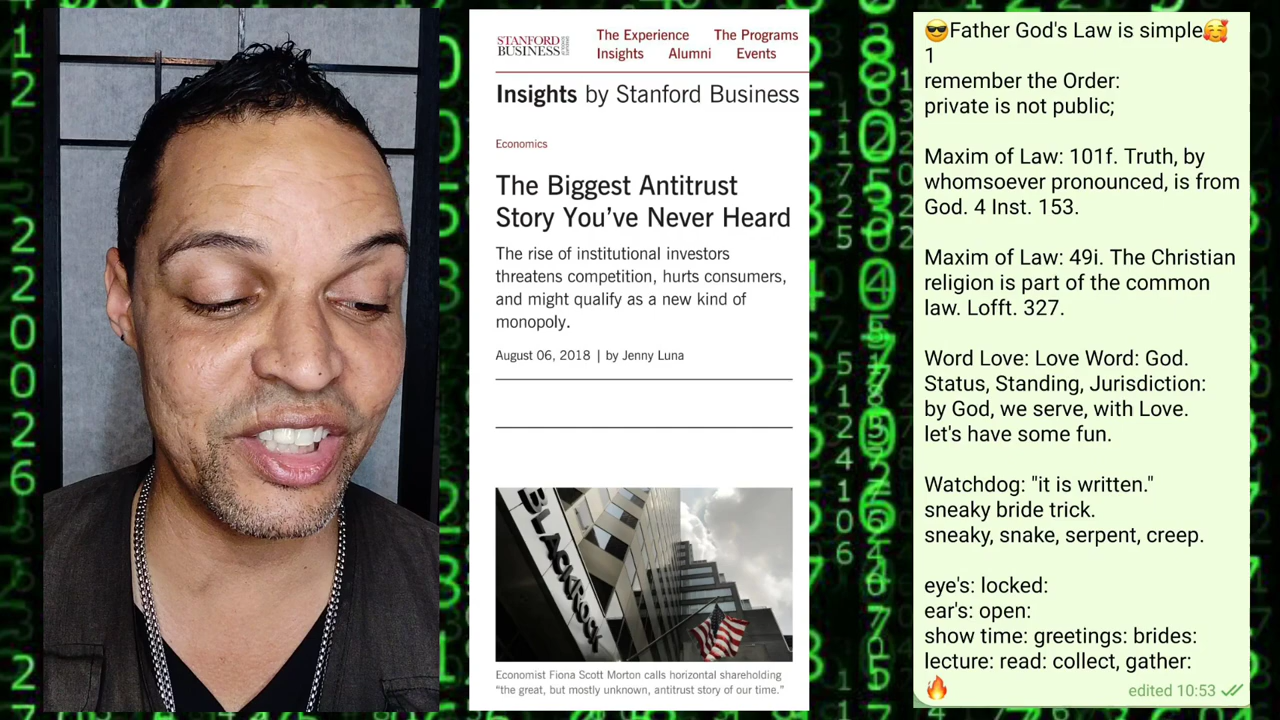 STANFORD
BUSINESS
The Experience
The Programs
Insights
Alumni
Events
Insights by Stanford Business
Economics
The Biggest Antitrust
Story You've Never Heard
The rise of institutional investors
threatens competition, hurts consumers,
and might qualify as a new kind of
monopoly.
August 06, 2018 | by Jenny Luna
BLACKROCK
Economist Fiona Scott Morton calls horizontal shareholding
“the great, but mostly unknown, antitrust story of our time.”
😎Father God's Law is simple🥰
1
remember the Order:
private is not public;
Maxim of Law: 101f. Truth, by
whomsoever pronounced, is from
God. 4 Inst. 153.
Maxim of Law: 49i. The Christian
religion is part of the common
law. Lofft. 327.
Word Love: Love Word: God.
Status, Standing, Jurisdiction:
by God, we serve, with Love.
let's have some fun.
Watchdog: "it is written."
sneaky bride trick.
sneaky, snake, serpent, creep.
eye's: locked:
ear's: open:
show time: greetings: brides:
lecture: read: collect, gather:
🔥
edited 10:53